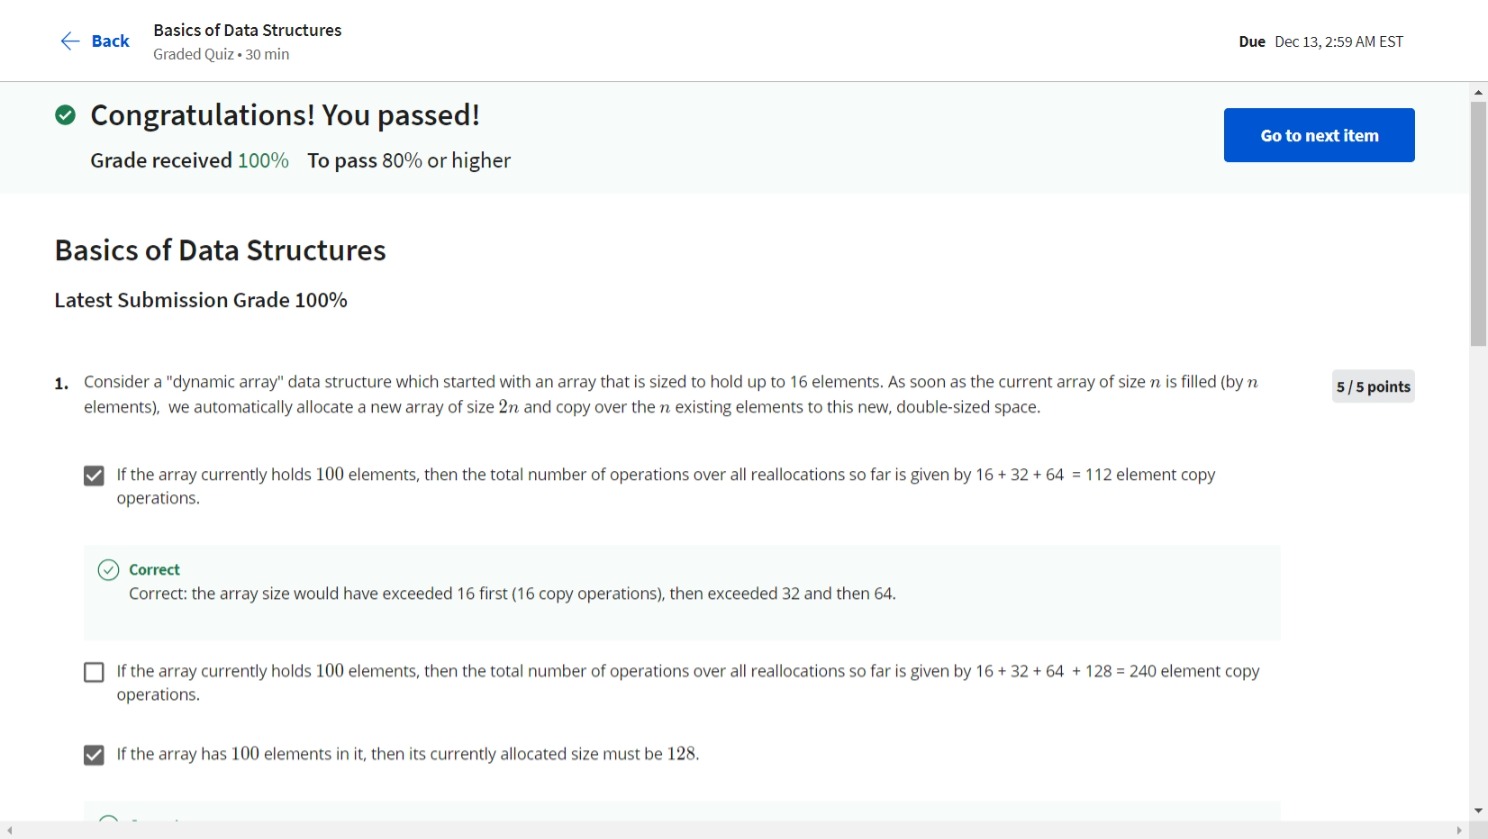 Back
Basics of Data Structures
Graded Quiz • 30 min
Due Dec 13, 2:59 AM EST
Congratulations! You passed!
Grade received 100% To pass 80% or higher
Go to next item
Basics of Data Structures
Latest Submission Grade 100%
1. Consider a "dynamic array" data structure which started with an array that is sized to hold up to 16 elements. As soon as the current array of size n is filled (by n
elements), we automatically allocate a new array of size 2n and copy over the n existing elements to this new, double-sized space.
5 / 5 points
If the array currently holds 100 elements, then the total number of operations over all reallocations so far is given by 16 + 32 + 64 = 112 element copy
operations.
Correct
Correct: the array size would have exceeded 16 first (16 copy operations), then exceeded 32 and then 64.
If the array currently holds 100 elements, then the total number of operations over all reallocations so far is given by 16 + 32 + 64 + 128 = 240 element copy
operations.
If the array has 100 elements in it, then its currently allocated size must be 128.